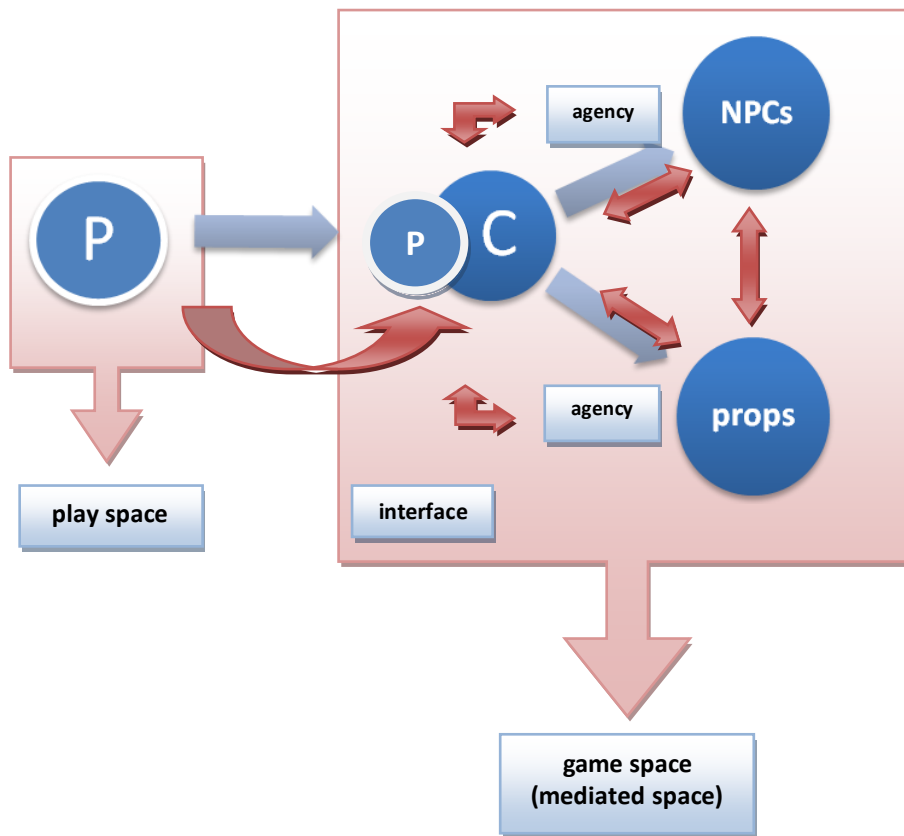 agency
NPCs
P
P
C
agency
props
interface
play space
game space
(mediated space)